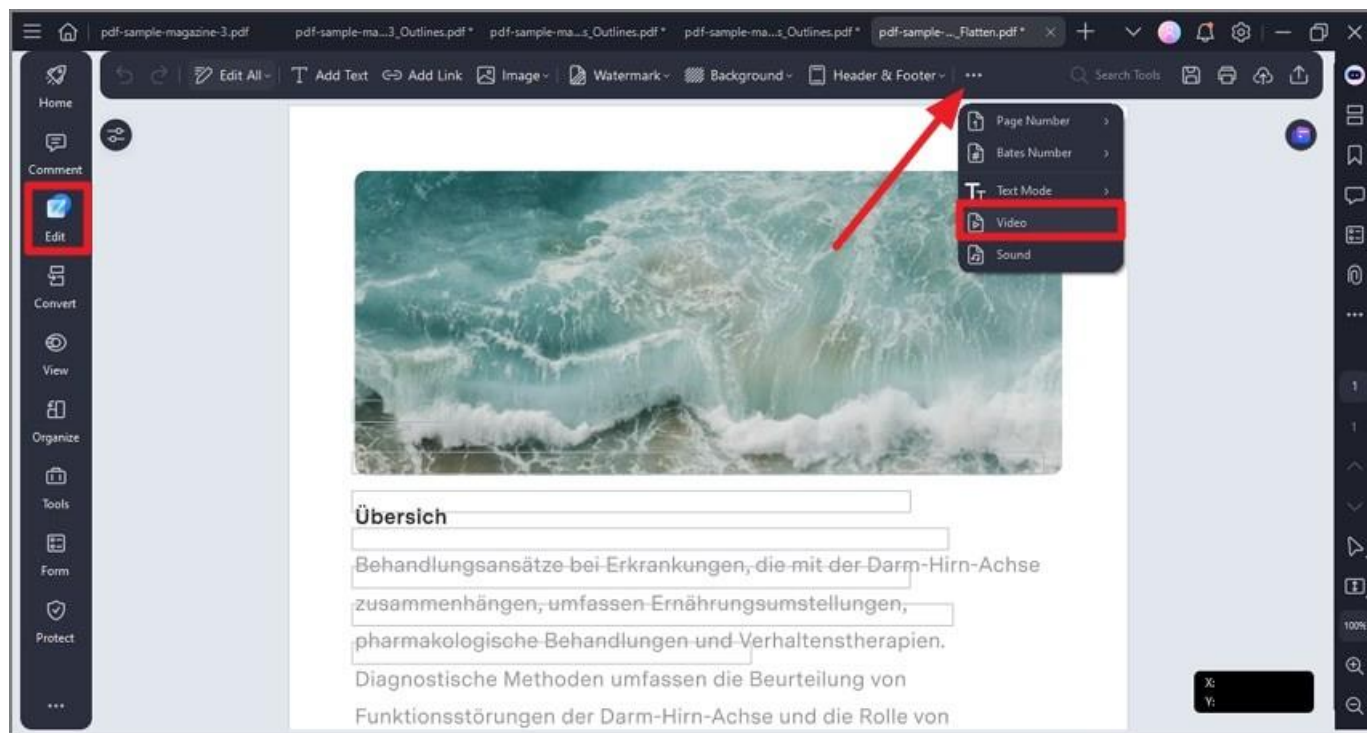 pdf-sample-magazine-3.pdf
pdf-sample-ma...3_Outlines.pdf *
pdf-sample-ma...s_Outlines.pdf *
pdf-sample-ma...s_Outlines.pdf *
pdf-sample-..._Flatten.pdf *
Edit All
Add Text
Add Link
Image
Watermark
Background
Header & Footer
Search Tools
Home
Comment
Edit
Convert
View
Organize
Tools
Form
Protect
Page Number
Bates Number
Text Mode
Video
Sound
Übersich
Behandlungsansätze bei Erkrankungen, die mit der Darm-Hirn-Achse
zusammenhängen, umfassen Ernährungsumstellungen,
pharmakologische Behandlungen und Verhaltenstherapien.
Diagnostische Methoden umfassen die Beurteilung von
Funktionsstörungen der Darm-Hirn-Achse und die Rolle von
1
1
100%
X:
Y: